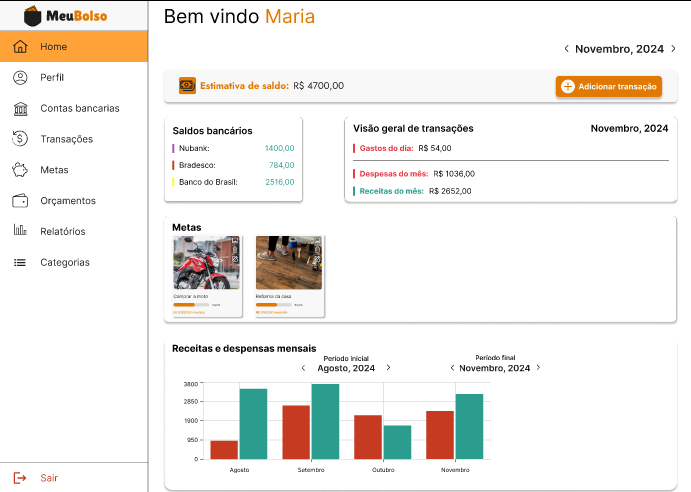 MeuBolso
Bem vindo Maria
Home
Perfil
Contas bancarias
Transações
Metas
Orçamentos
Relatórios
Categorias
Sair
Novembro, 2024
Estimativa de saldo: R$ 4700,00
Adicionar transação
Saldos bancários
Nubank: 1400,00
Bradesco: 784,00
Banco do Brasil: 2516,00
Visão geral de transações
Novembro, 2024
Gastos do dia: R$ 54,00
Despesas do mês: R$ 1036,00
Receitas do mês: R$ 2652,00
Metas
Comprar a moto
Reforma da casa
Receitas e despensas mensais
Período inicial
Agosto, 2024
Período final
Novembro, 2024
3800
2850
1900
950
0
Agosto
Setembro
Outubro
Novembro